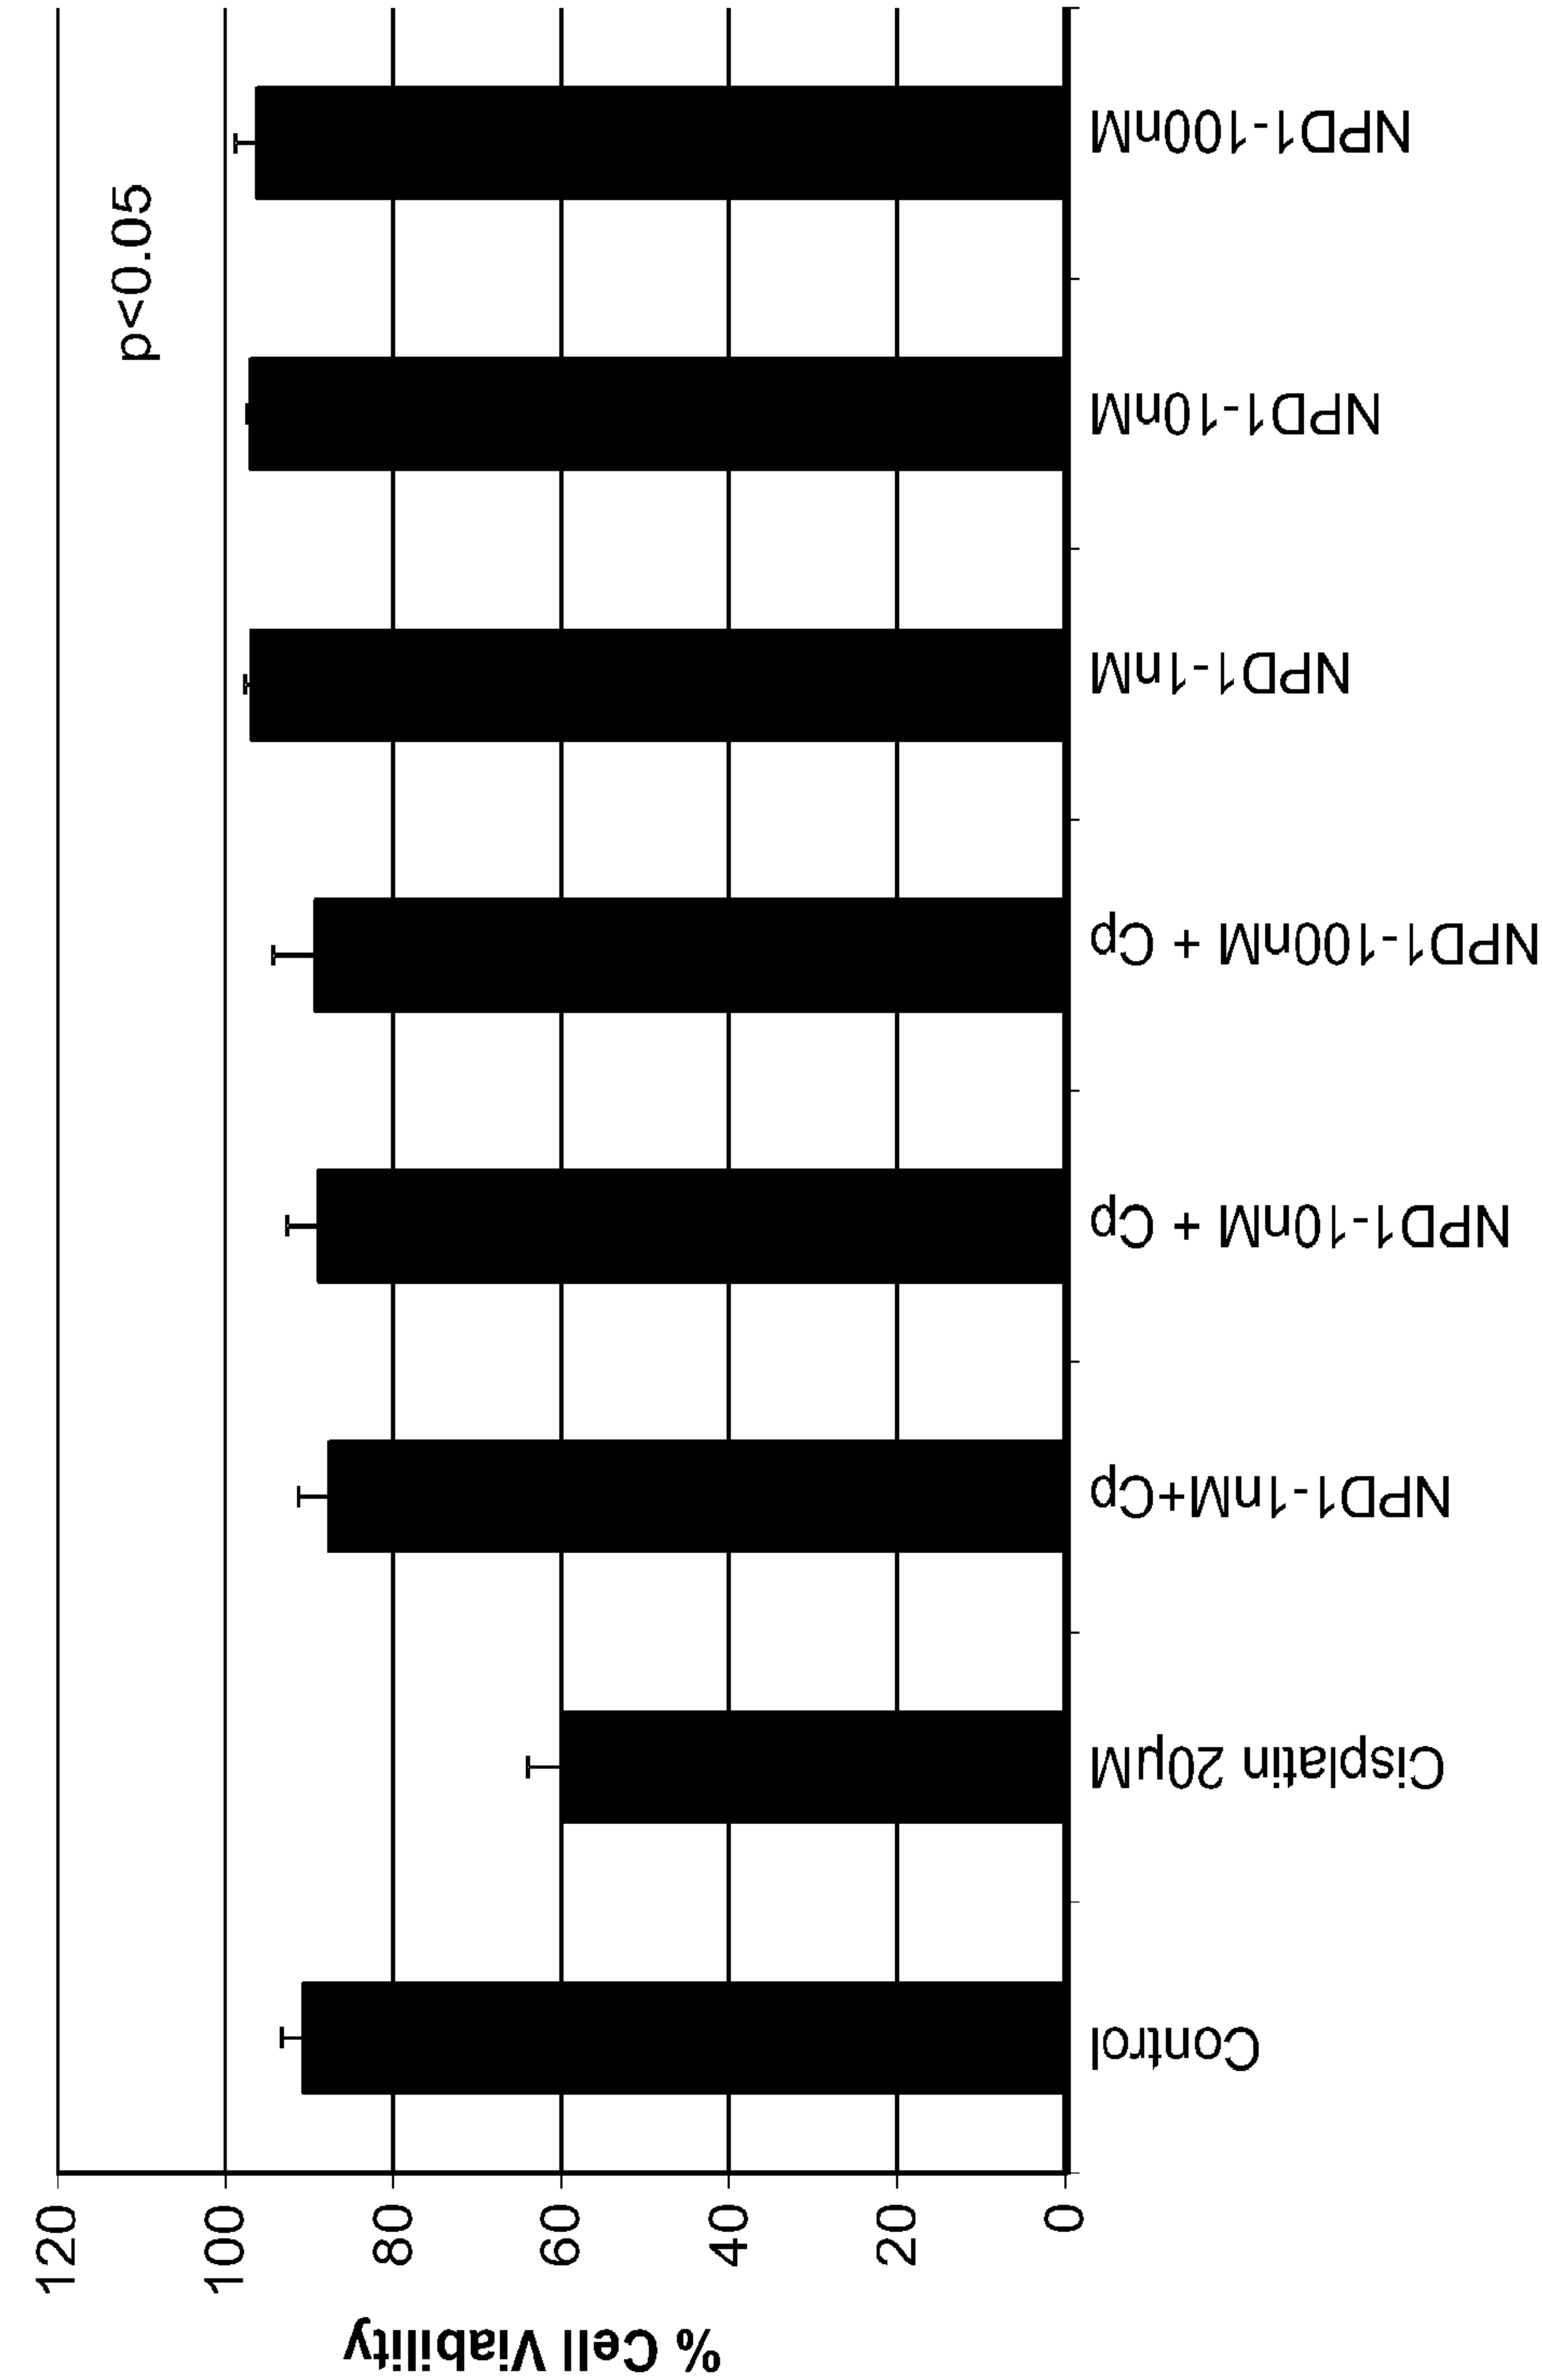 p<0.05
% Cell Viability
120
100
80
60
40
20
0
Control
Cisplatin 20µM
NPD1-1nM+Cp
NPD1-10nM + Cp
NPD1-100nM + Cp
NPD1-1nM
NPD1-10nM
NPD1-100nM